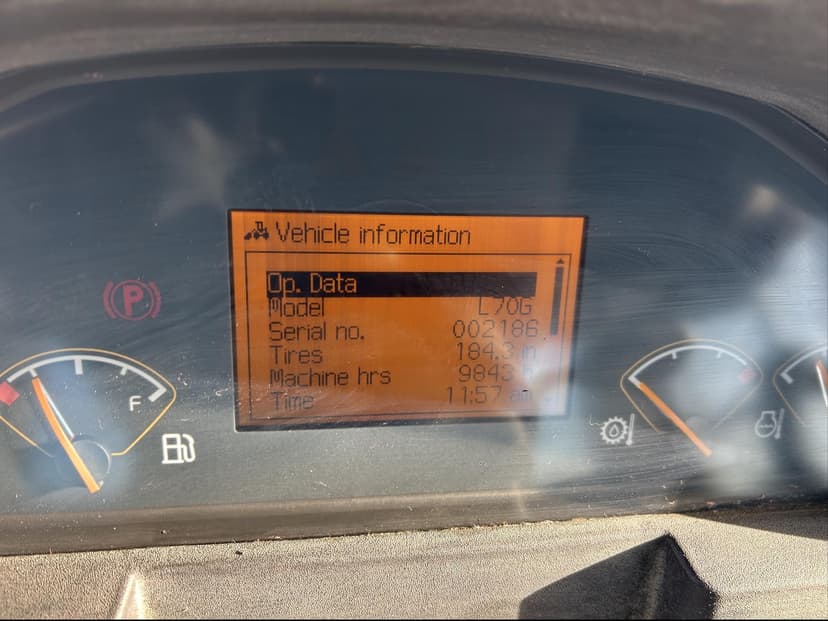 Vehicle information
Op. Data
Model L70G
Serial no. 002186
Tires 184.3 in
Machine hrs 9843 h
Time 11:57 am
P
F